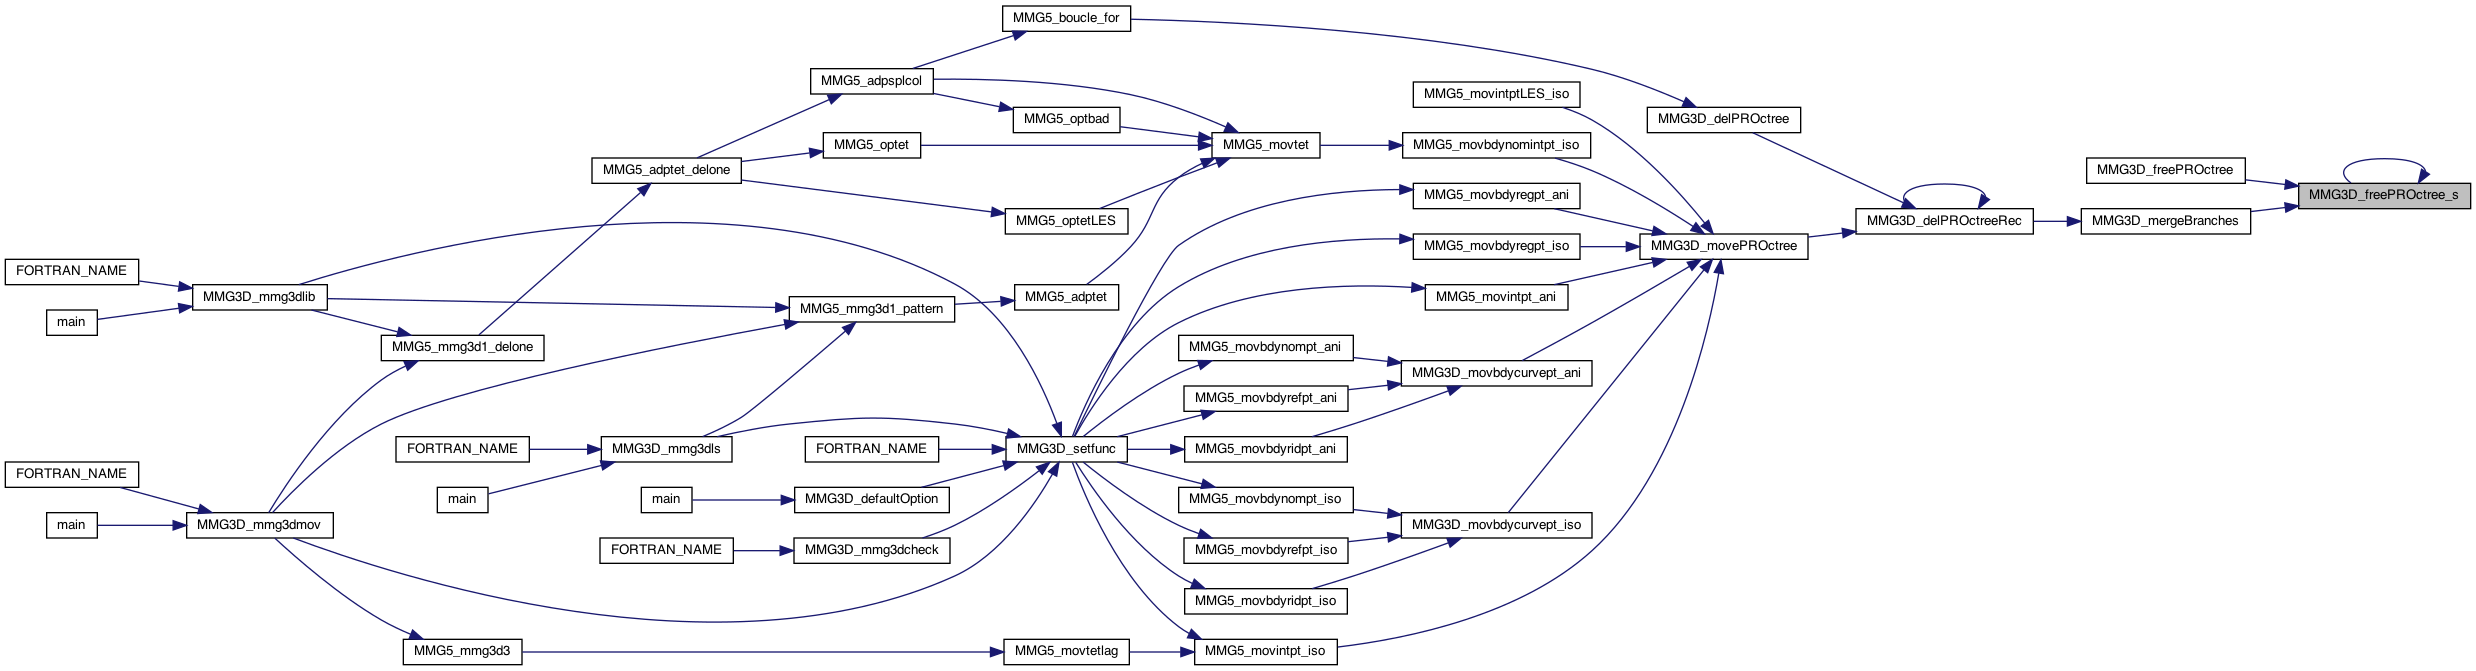 MMG5_boucle_for
MMG5_adpsplcol
MMG5_movintptLES_iso
MMG5_optbad
MMG3D_delPROctree
MMG5_optet
MMG5_movtet
MMG5_movbdynomintpt_iso
MMG5_adptet_delone
MMG3D_freePROctree
MMG5_movbdyregpt_ani
MMG3D_freePROctree_s
MMG5_optetLES
MMG3D_delPROctreeRec
MMG3D_mergeBranches
MMG5_movbdyregpt_iso
MMG3D_movePROctree
FORTRAN_NAME
MMG3D_mmg3dlib
MMG5_adptet
MMG5_movintpt_ani
MMG5_mmg3d1_pattern
main
MMG5_mmg3d1_delone
MMG5_movbdynompt_ani
MMG3D_movbdycurvept_ani
MMG5_movbdyrefpt_ani
FORTRAN_NAME
MMG3D_mmg3dls
FORTRAN_NAME
MMG3D_setfunc
MMG5_movbdyridpt_ani
FORTRAN_NAME
main
main
MMG3D_defaultOption
MMG5_movbdynompt_iso
main
MMG3D_mmg3dmov
MMG3D_movbdycurvept_iso
FORTRAN_NAME
MMG3D_mmg3dcheck
MMG5_movbdyrefpt_iso
MMG5_movbdyridpt_iso
MMG5_mmg3d3
MMG5_movtetlag
MMG5_movintpt_iso